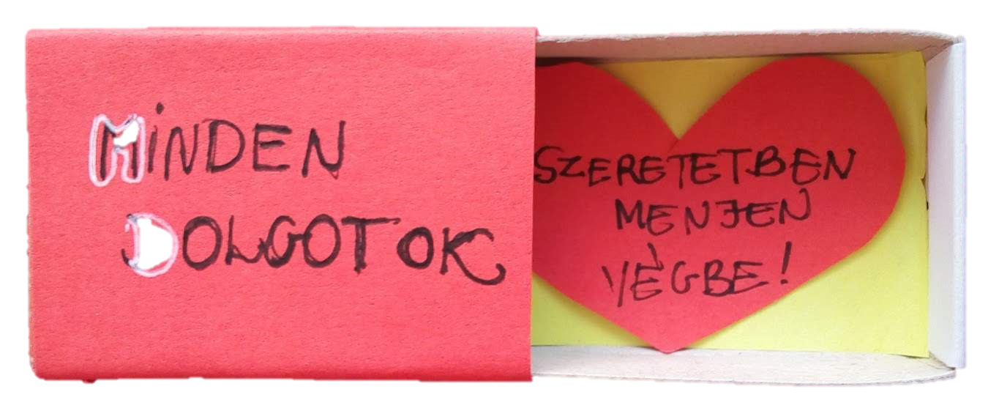 MiNDEN
DOLGOTOK
SZERETETBEN
MENJEN
VÉGBE!